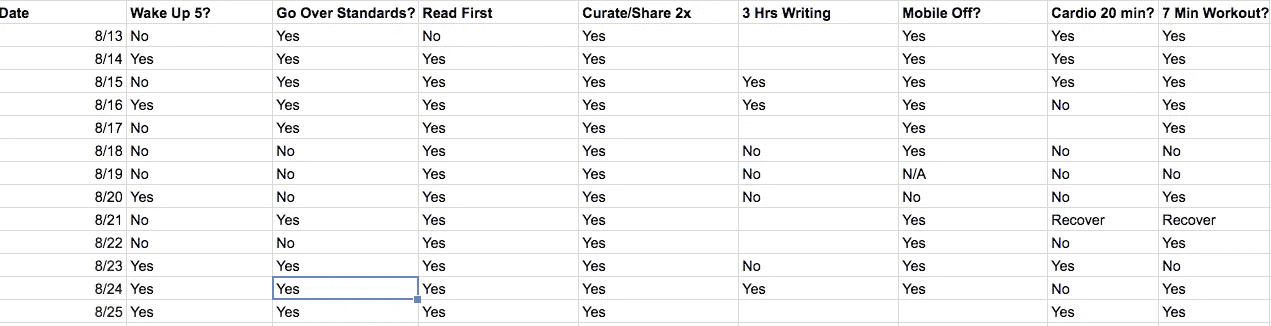 Date Wake Up 5? Go Over Standards? Read First Curate/Share 2x 3 Hrs Writing Mobile Off? Cardio 20 min? 7 Min Workout?
8/13 No Yes No Yes Yes Yes Yes
8/14 Yes Yes Yes Yes Yes Yes Yes
8/15 No Yes Yes Yes Yes Yes Yes Yes
8/16 Yes Yes Yes Yes Yes Yes No Yes
8/17 No Yes Yes Yes Yes Yes
8/18 No No Yes Yes No Yes No No
8/19 No No Yes Yes No N/A No No
8/20 Yes No Yes Yes No No No Yes
8/21 No Yes Yes Yes Yes Recover Recover
8/22 No No Yes Yes Yes No Yes
8/23 Yes Yes Yes Yes No Yes Yes No
8/24 Yes Yes Yes Yes Yes Yes No Yes
8/25 Yes Yes Yes Yes Yes Yes